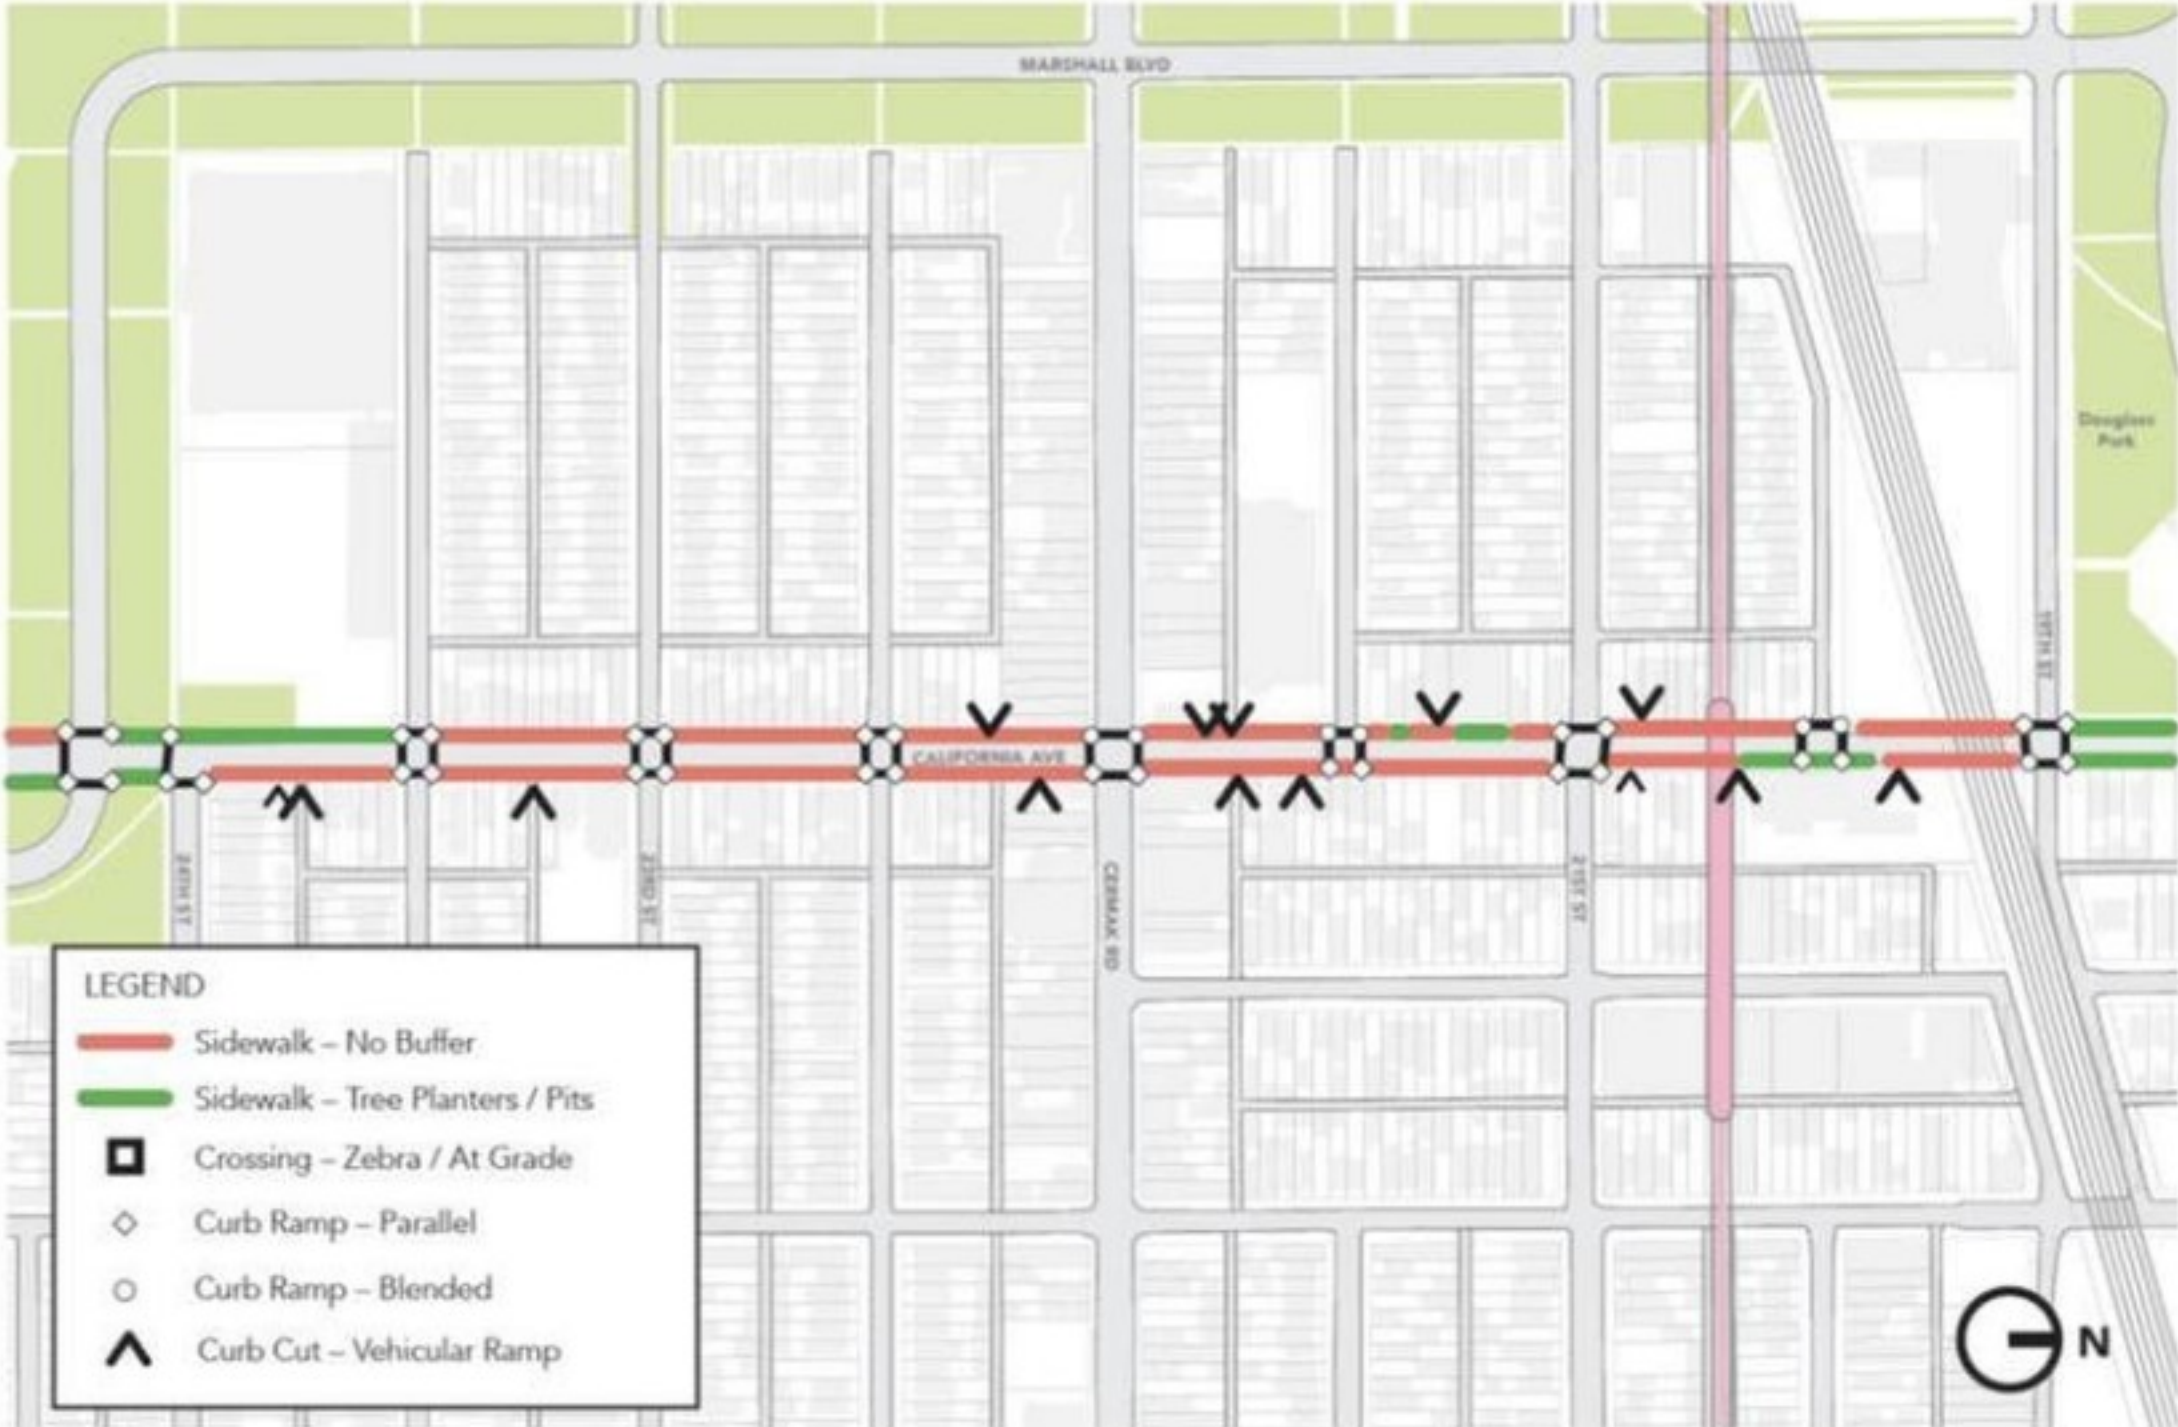 MARSHALL BLVD
Douglass
Park
19TH ST
CALIFORNIA AVE
24TH ST
23RD ST
CERMAK RD
21ST ST
LEGEND
Sidewalk – No Buffer
Sidewalk – Tree Planters / Pits
Crossing – Zebra / At Grade
Curb Ramp – Parallel
Curb Ramp – Blended
Curb Cut – Vehicular Ramp
N